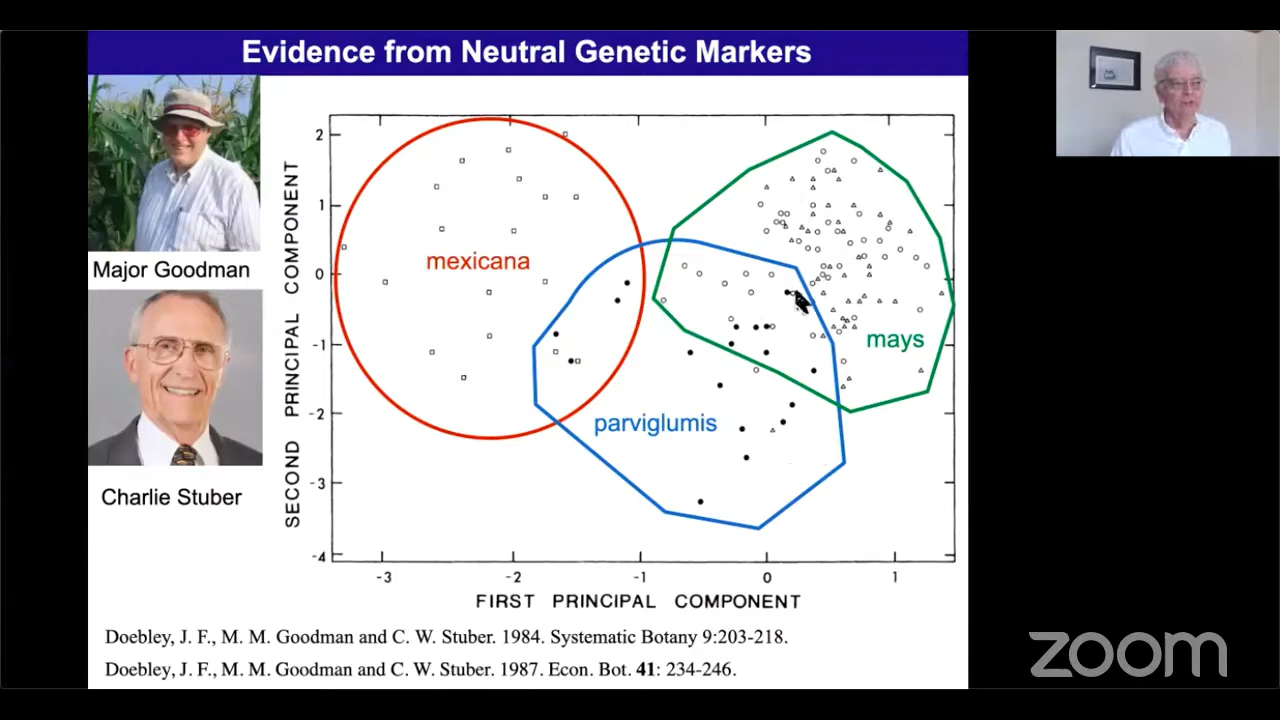 Evidence from Neutral Genetic Markers
Major Goodman
Charlie Stuber
SECOND PRINCIPAL COMPONENT
2
1
0
-1
-2
-3
-4
mexicana
mays
parviglumis
-3 -2 -1 0 1
FIRST PRINCIPAL COMPONENT
Doebley, J. F., M. M. Goodman and C. W. Stuber. 1984. Systematic Botany 9:203-218.
Doebley, J. F., M. M. Goodman and C. W. Stuber. 1987. Econ. Bot. 41: 234-246.
zoom